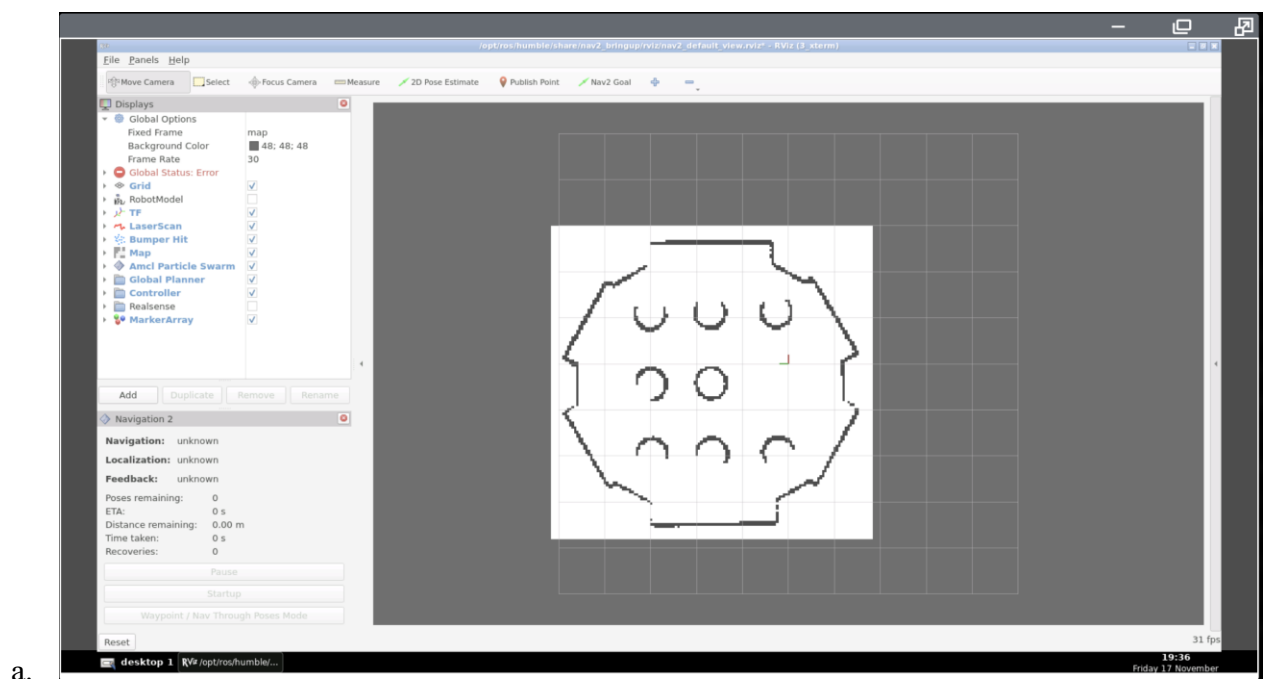 /opt/ros/humble/share/nav2_bringup/rviz/nav2_default_view.rviz* - RViz (3_xterm)
File Panels Help
Move Camera Select Focus Camera Measure 2D Pose Estimate Publish Point Nav2 Goal
Displays
Global Options
Fixed Frame map
Background Color 48; 48; 48
Frame Rate 30
Global Status: Error
Grid
RobotModel
TF
LaserScan
Bumper Hit
Map
Amcl Particle Swarm
Global Planner
Controller
Realsense
MarkerArray
Add Duplicate Remove Rename
Navigation 2
Navigation: unknown
Localization: unknown
Feedback: unknown
Poses remaining: 0
ETA: 0 s
Distance remaining: 0.00 m
Time taken: 0 s
Recoveries: 0
Pause
Startup
Waypoint / Nav Through Poses Mode
Reset 31 fps
desktop 1 RViz /opt/ros/humble/... 19:36
Friday 17 November
a.